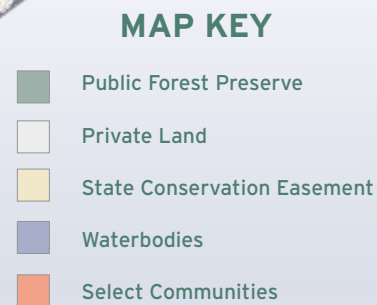 MAP KEY
Public Forest Preserve
Private Land
State Conservation Easement
Waterbodies
Select Communities